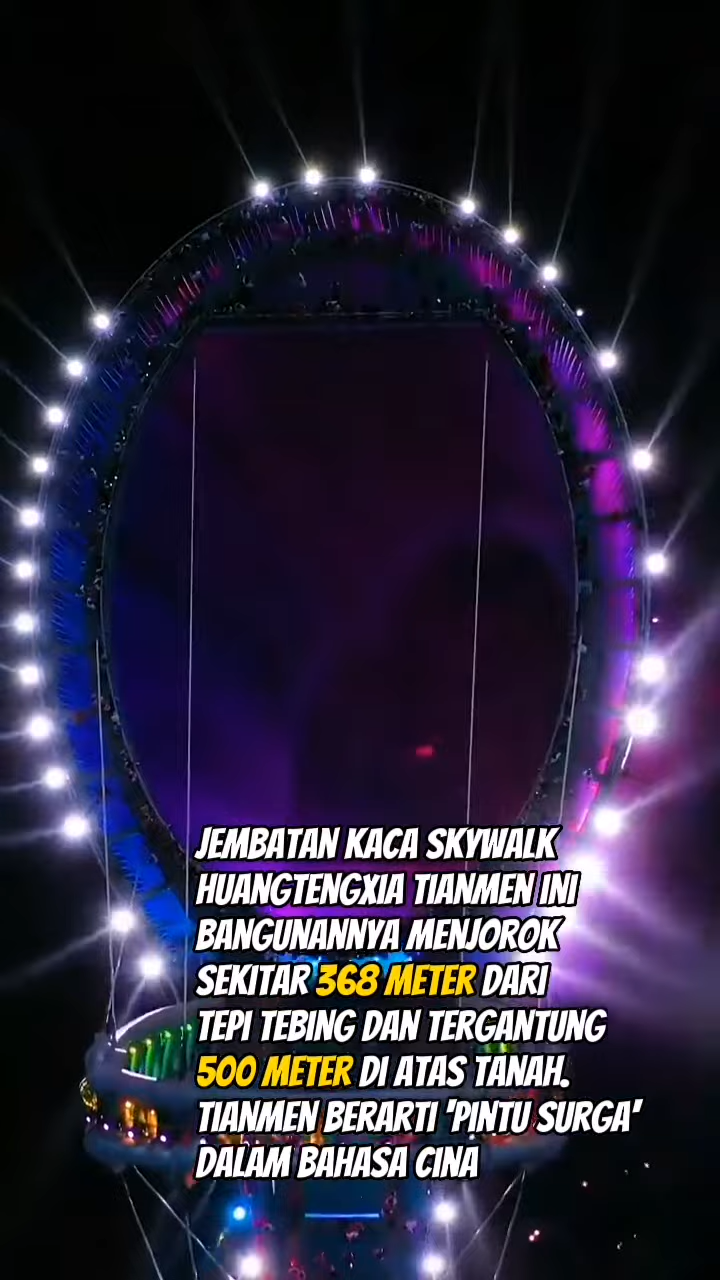 JEMBATAN KACA SKYWALK
HUANGTENGXIA TIANMEN INI
BANGUNANNYA MENJOROK
SEKITAR 368 METER DARI
TEPI TEBING DAN TERGANTUNG
500 METER DI ATAS TANAH.
TIANMEN BERARTI 'PINTU SURGA'
DALAM BAHASA CINA